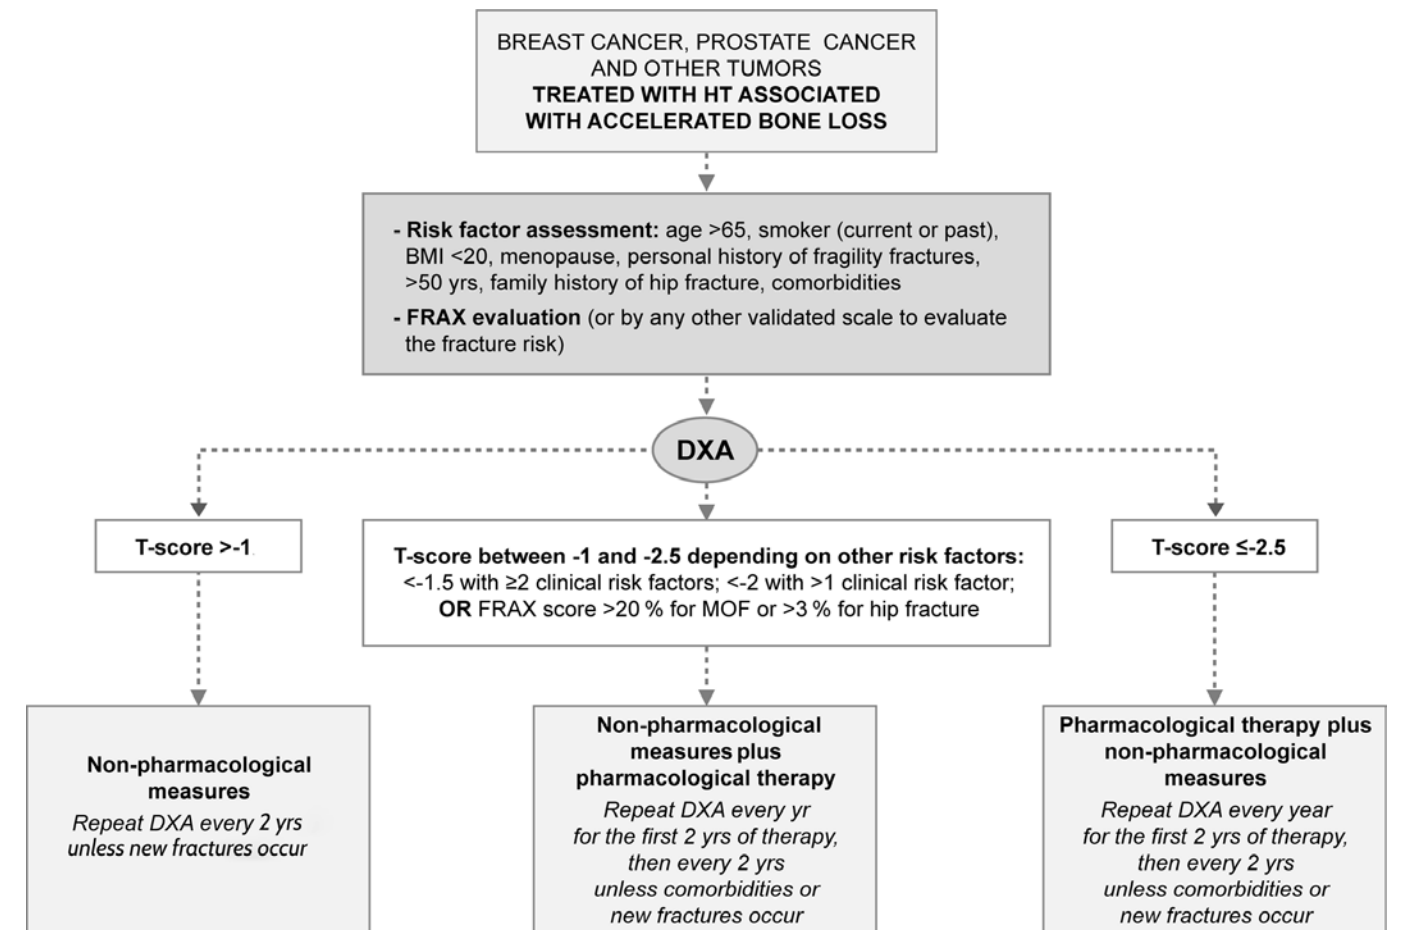 BREAST CANCER, PROSTATE CANCER
AND OTHER TUMORS
TREATED WITH HT ASSOCIATED
WITH ACCELERATED BONE LOSS
- Risk factor assessment: age >65, smoker (current or past),
BMI <20, menopause, personal history of fragility fractures,
>50 yrs, family history of hip fracture, comorbidities
- FRAX evaluation (or by any other validated scale to evaluate
the fracture risk)
DXA
T-score >-1
T-score between -1 and -2.5 depending on other risk factors:
<-1.5 with ≥2 clinical risk factors; <-2 with >1 clinical risk factor;
OR FRAX score >20 % for MOF or >3 % for hip fracture
T-score ≤-2.5
Non-pharmacological
measures
Repeat DXA every 2 yrs
unless new fractures occur
Non-pharmacological
measures plus
pharmacological therapy
Repeat DXA every yr
for the first 2 yrs of therapy,
then every 2 yrs
unless comorbidities or
new fractures occur
Pharmacological therapy plus
non-pharmacological
measures
Repeat DXA every year
for the first 2 yrs of therapy,
then every 2 yrs
unless comorbidities or
new fractures occur